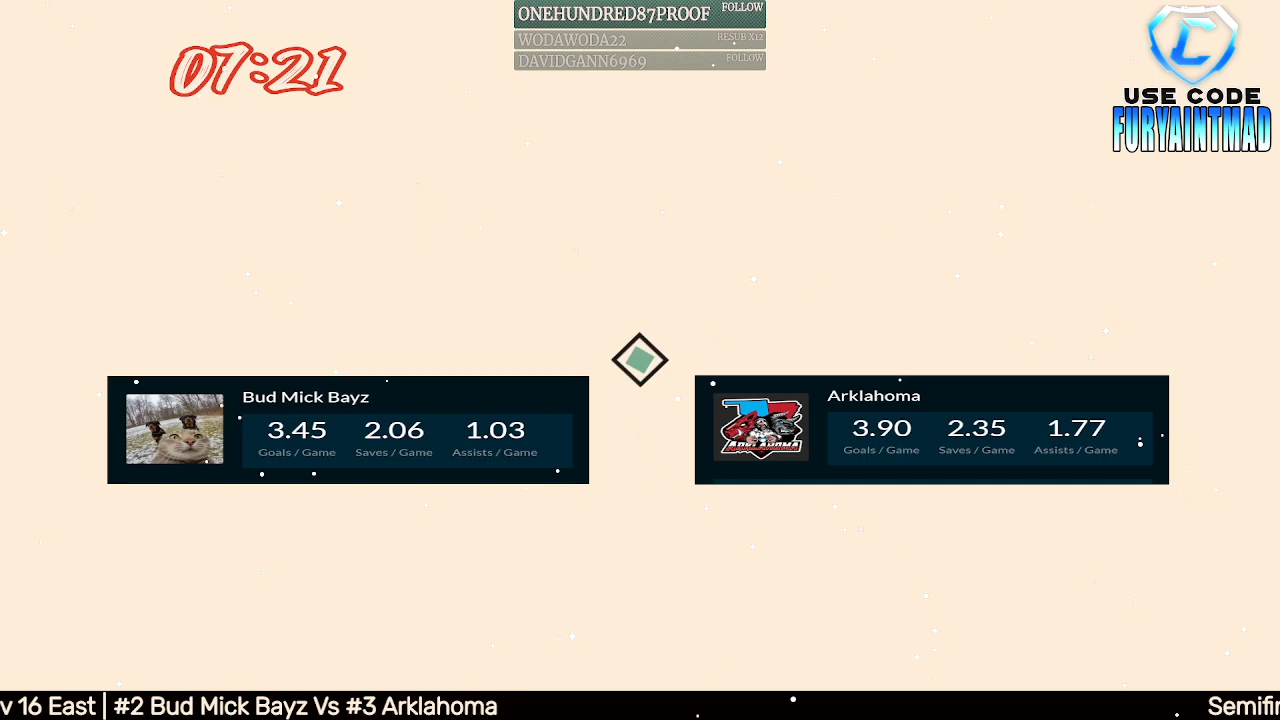 ONEHUNDRED87PROOF FOLLOW
WODAWODA22 RESUB X12
DAVIDGANN6969 FOLLOW
07:21
USE CODE
FURYAINTMAD
Bud Mick Bayz
3.45 2.06 1.03
Goals / Game Saves / Game Assists / Game
Arklahoma
3.90 2.35 1.77
Goals / Game Saves / Game Assists / Game
ARKLAHOMA
v 16 East | #2 Bud Mick Bayz Vs #3 Arklahoma
Semifin